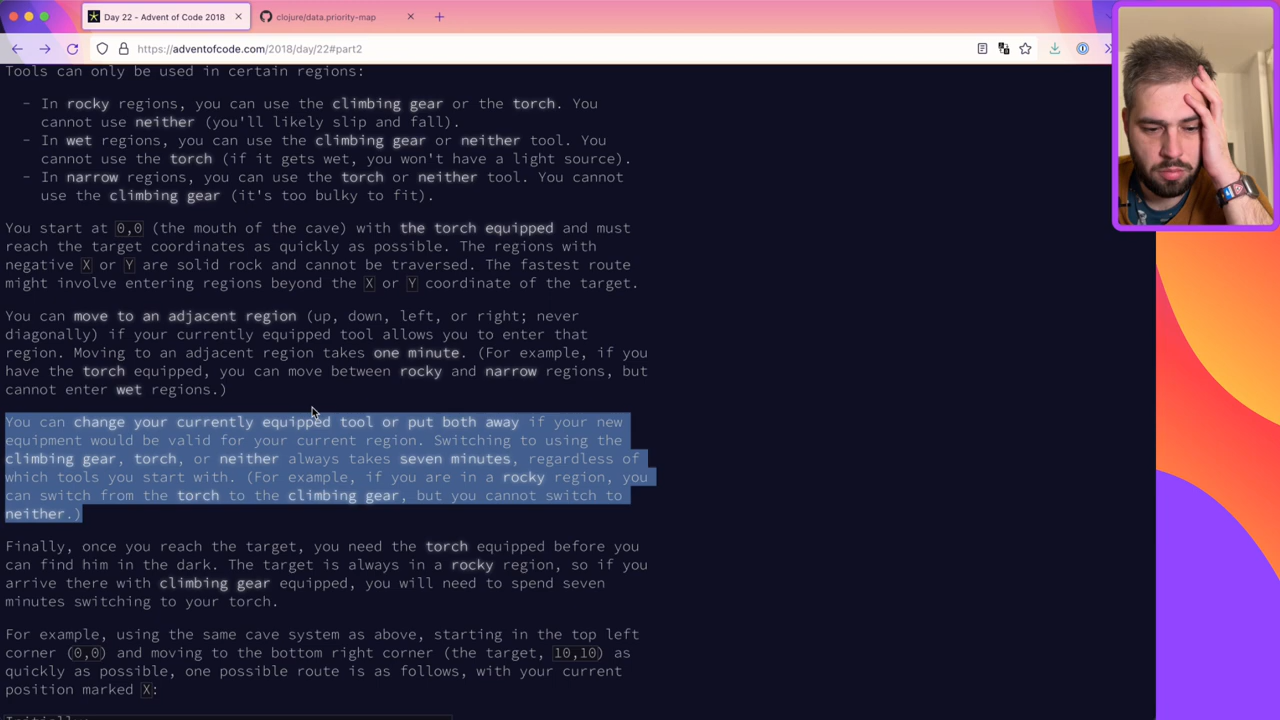 Day 22 - Advent of Code 2018
clojure/data.priority-map
https://adventofcode.com/2018/day/22#part2
Tools can only be used in certain regions:
- In rocky regions, you can use the climbing gear or the torch. You
cannot use neither (you'll likely slip and fall).
- In wet regions, you can use the climbing gear or neither tool. You
cannot use the torch (if it gets wet, you won't have a light source).
- In narrow regions, you can use the torch or neither tool. You cannot
use the climbing gear (it's too bulky to fit).
You start at 0,0 (the mouth of the cave) with the torch equipped and must
reach the target coordinates as quickly as possible. The regions with
negative X or Y are solid rock and cannot be traversed. The fastest route
might involve entering regions beyond the X or Y coordinate of the target.
You can move to an adjacent region (up, down, left, or right; never
diagonally) if your currently equipped tool allows you to enter that
region. Moving to an adjacent region takes one minute. (For example, if you
have the torch equipped, you can move between rocky and narrow regions, but
cannot enter wet regions.)
You can change your currently equipped tool or put both away if your new
equipment would be valid for your current region. Switching to using the
climbing gear, torch, or neither always takes seven minutes, regardless of
which tools you start with. (For example, if you are in a rocky region, you
can switch from the torch to the climbing gear, but you cannot switch to
neither.)
Finally, once you reach the target, you need the torch equipped before you
can find him in the dark. The target is always in a rocky region, so if you
arrive there with climbing gear equipped, you will need to spend seven
minutes switching to your torch.
For example, using the same cave system as above, starting in the top left
corner (0,0) and moving to the bottom right corner (the target, 10,10) as
quickly as possible, one possible route is as follows, with your current
position marked X:
Initially: